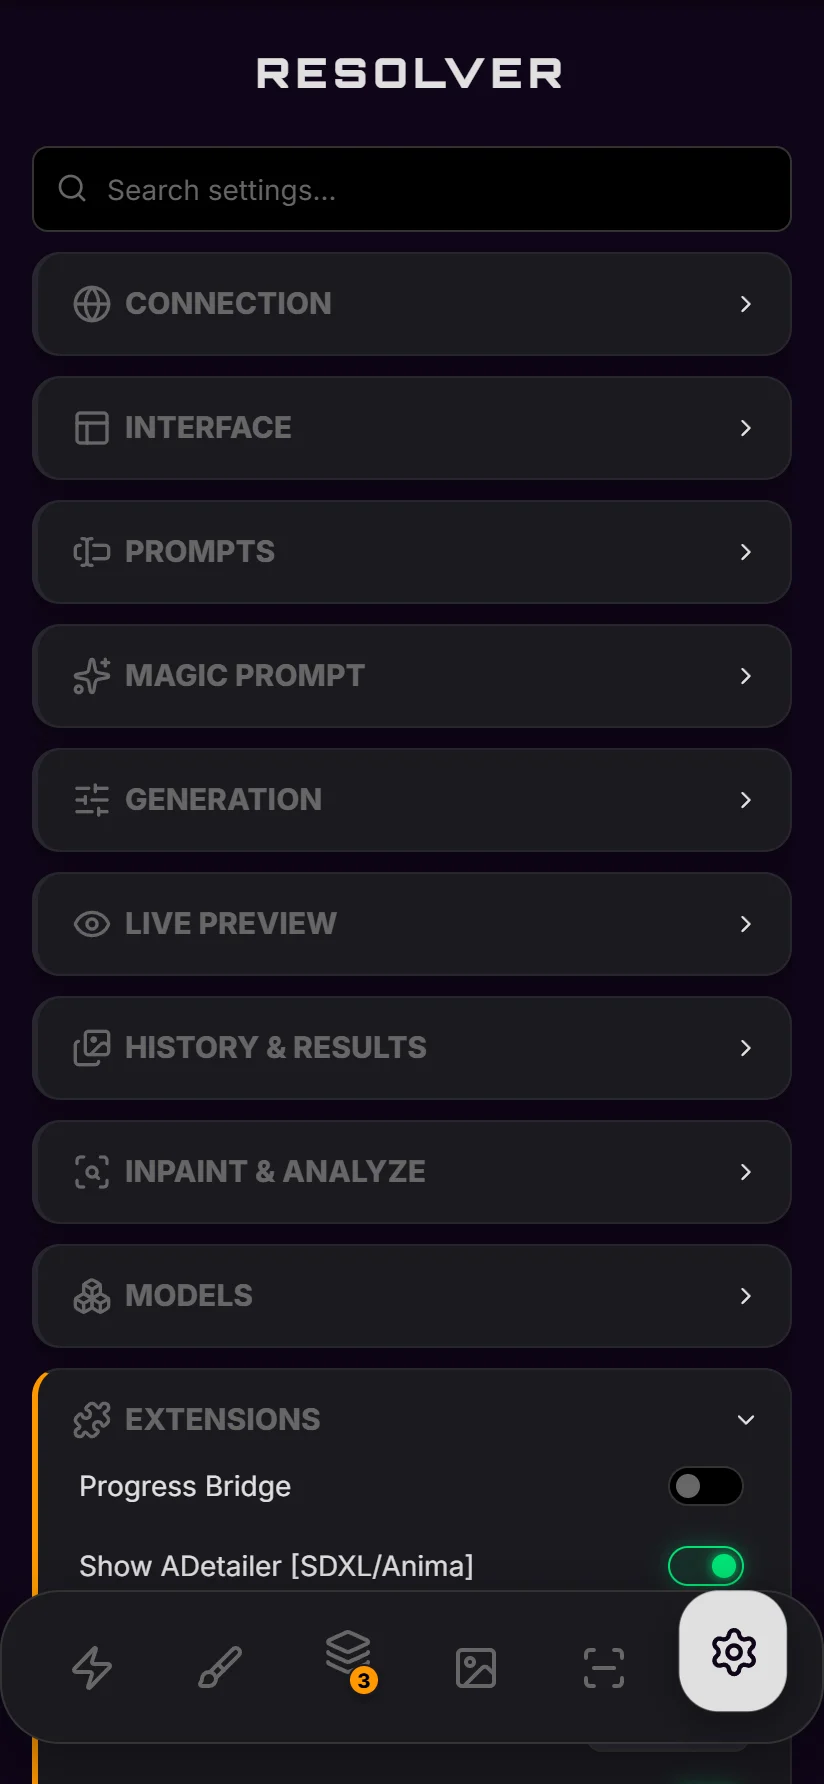 RESOLVER
Search settings...
CONNECTION
INTERFACE
PROMPTS
MAGIC PROMPT
GENERATION
LIVE PREVIEW
HISTORY & RESULTS
INPAINT & ANALYZE
MODELS
EXTENSIONS
Progress Bridge
Show ADetailer [SDXL/Anima]
3